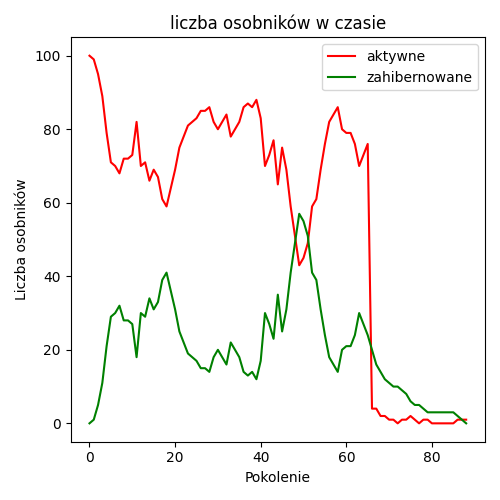 liczba osobników w czasie
aktywne
zahibernowane
Liczba osobników
100
80
60
40
20
0
0 20 40 60 80
Pokolenie